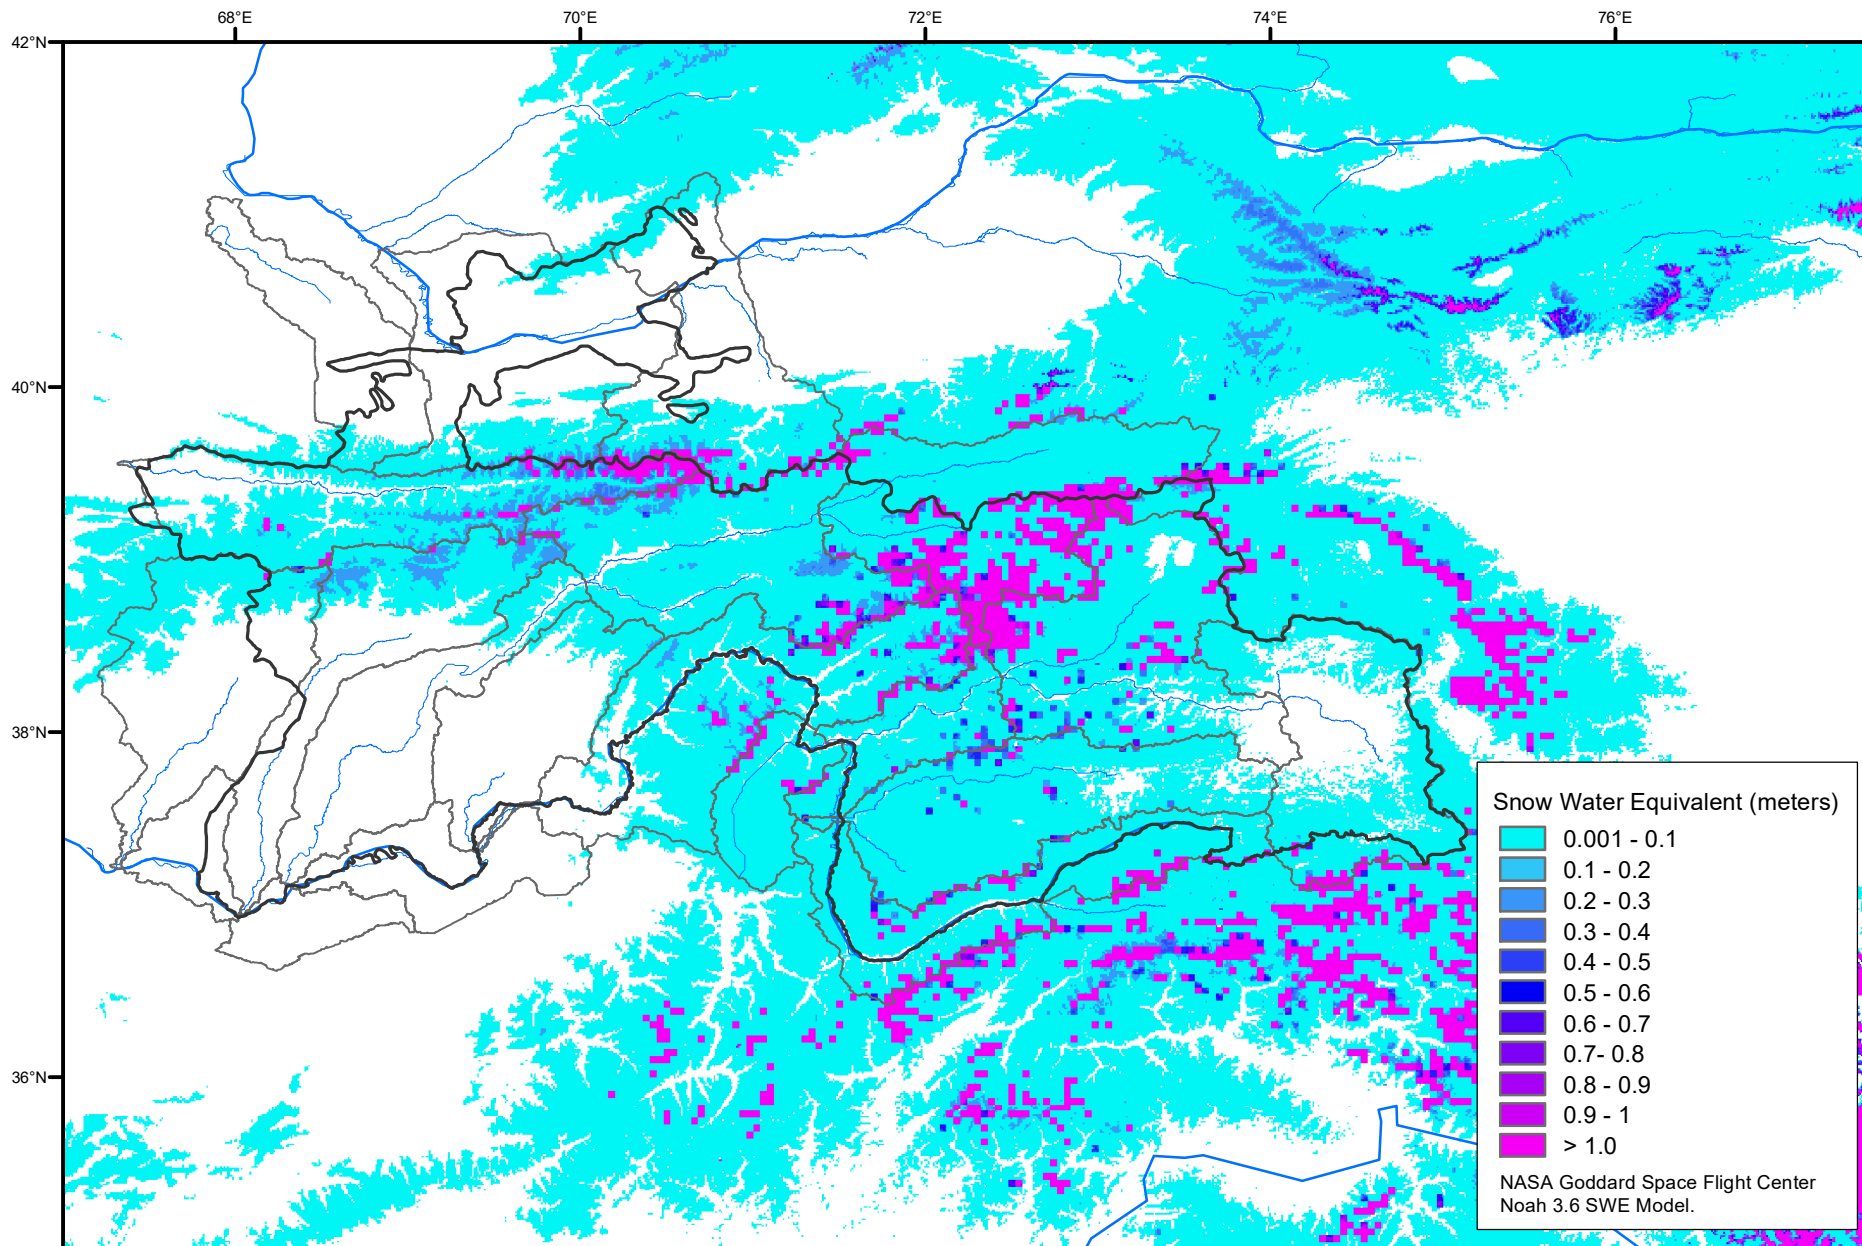 68°E
70°E
72°E
74°E
76°E
42°N
40°N
38°N
36°N
Snow Water Equivalent (meters)
0.001 - 0.1
0.1 - 0.2
0.2 - 0.3
0.3 - 0.4
0.4 - 0.5
0.5 - 0.6
0.6 - 0.7
0.7- 0.8
0.8 - 0.9
0.9 - 1
> 1.0
NASA Goddard Space Flight Center
Noah 3.6 SWE Model.